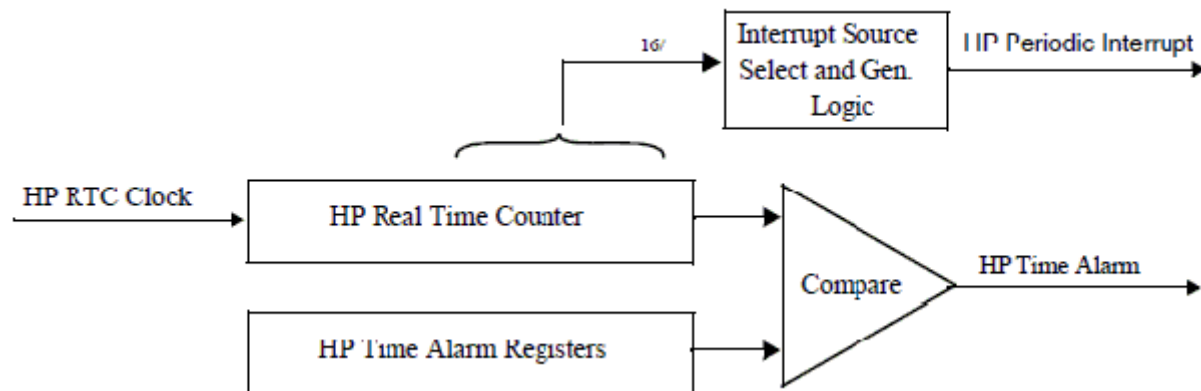 16/
Interrupt Source
Select and Gen.
Logic
HP Periodic Interrupt
HP RTC Clock
HP Real Time Counter
Compare
HP Time Alarm
HP Time Alarm Registers